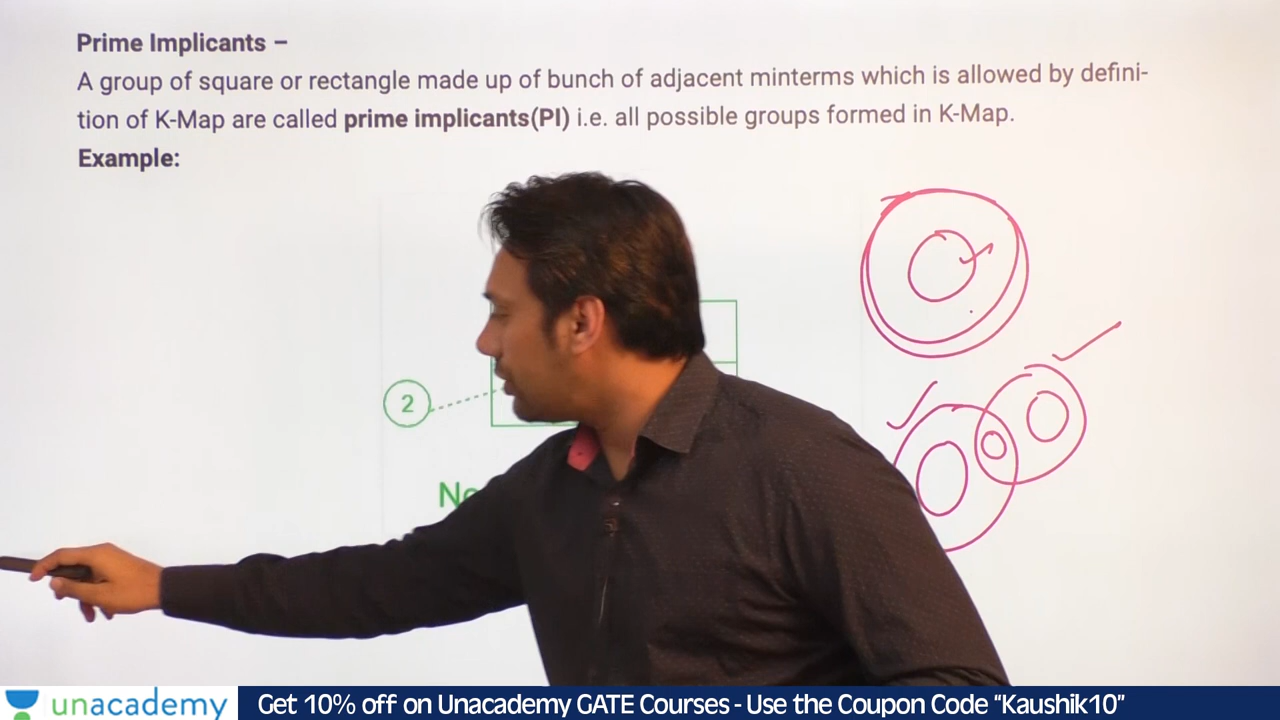 Prime Implicants –
A group of square or rectangle made up of bunch of adjacent minterms which is allowed by defini-
tion of K-Map are called prime implicants(PI) i.e. all possible groups formed in K-Map.
Example:
2
unacademy
Get 10% off on Unacademy GATE Courses - Use the Coupon Code “Kaushik10”